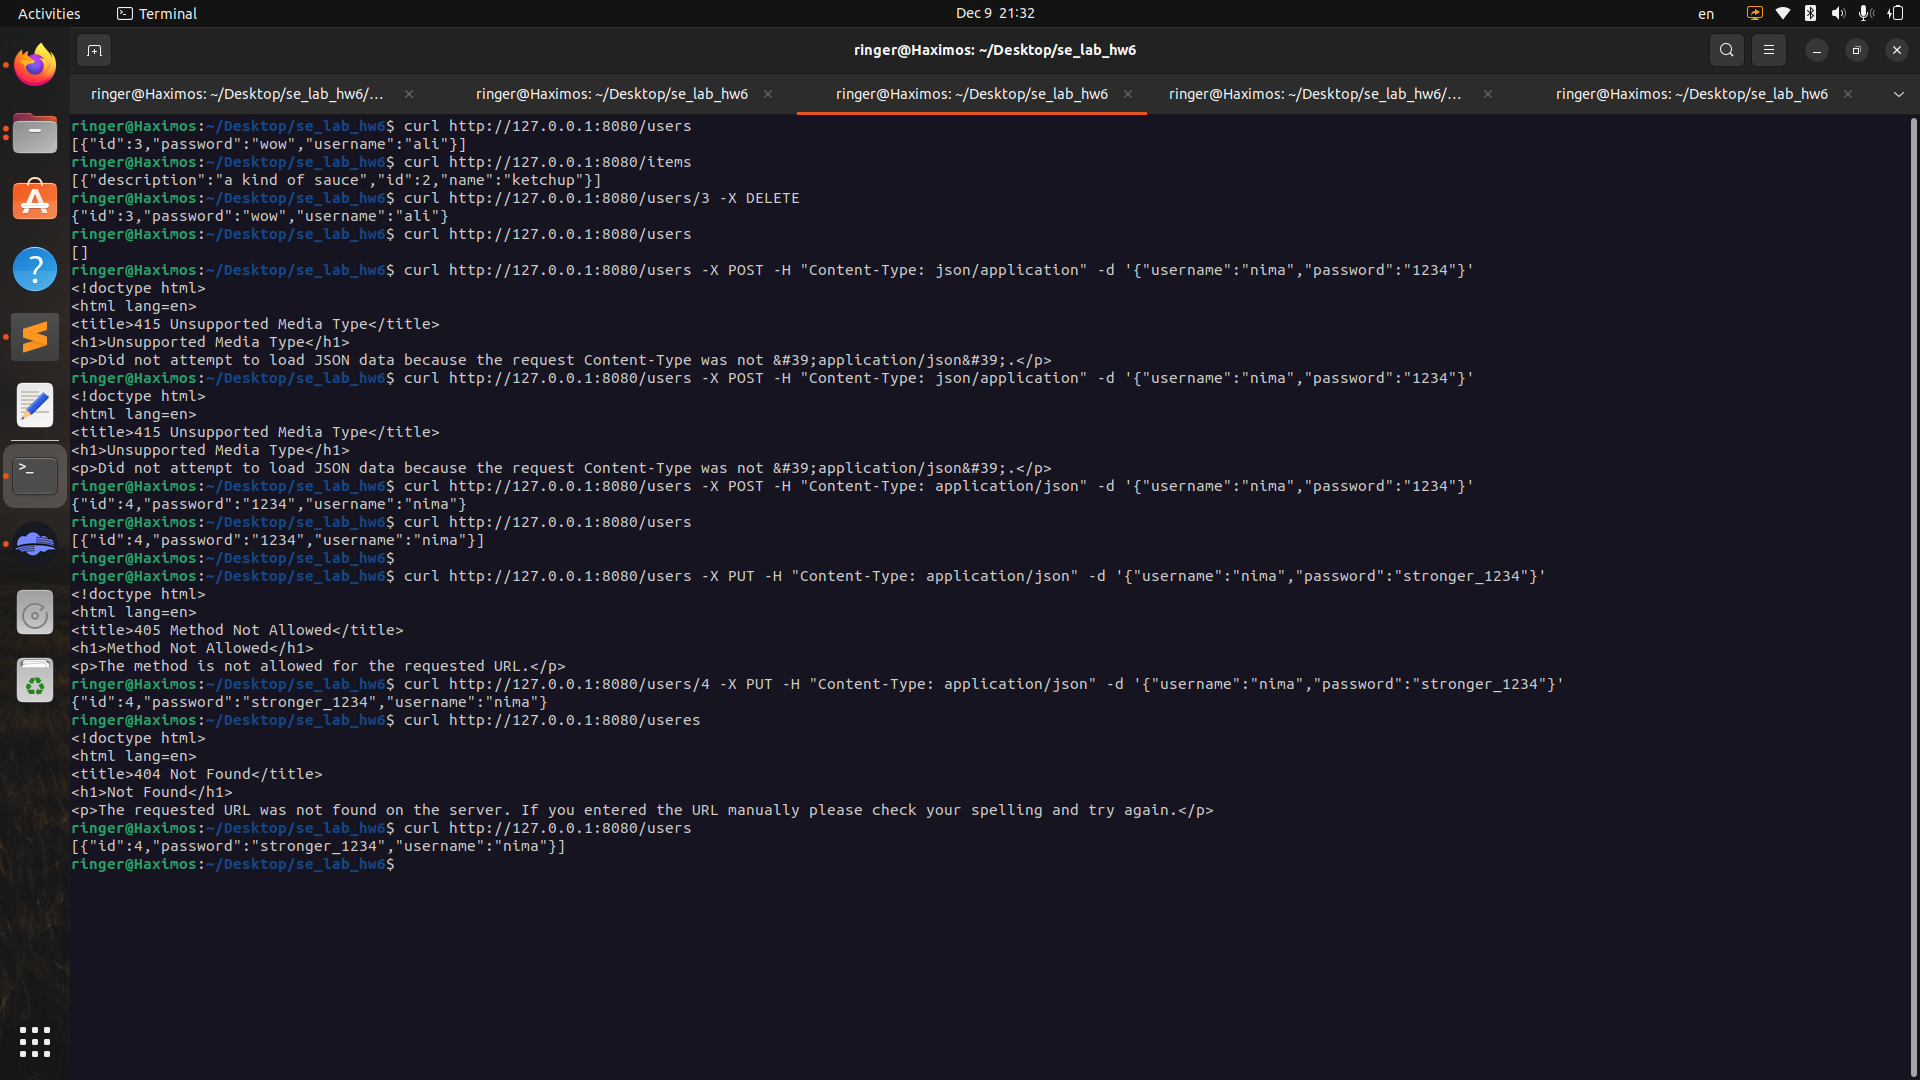 Activities
Terminal
Dec 9 21:32
en
ringer@Haximos: ~/Desktop/se_lab_hw6
ringer@Haximos: ~/Desktop/se_lab_hw6/...
ringer@Haximos: ~/Desktop/se_lab_hw6
ringer@Haximos: ~/Desktop/se_lab_hw6
ringer@Haximos: ~/Desktop/se_lab_hw6/...
ringer@Haximos: ~/Desktop/se_lab_hw6
ringer@Haximos:~/Desktop/se_lab_hw6$ curl http://127.0.0.1:8080/users
[{"id":3,"password":"wow","username":"ali"}]
ringer@Haximos:~/Desktop/se_lab_hw6$ curl http://127.0.0.1:8080/items
[{"description":"a kind of sauce","id":2,"name":"ketchup"}]
ringer@Haximos:~/Desktop/se_lab_hw6$ curl http://127.0.0.1:8080/users/3 -X DELETE
{"id":3,"password":"wow","username":"ali"}
ringer@Haximos:~/Desktop/se_lab_hw6$ curl http://127.0.0.1:8080/users
[]
ringer@Haximos:~/Desktop/se_lab_hw6$ curl http://127.0.0.1:8080/users -X POST -H "Content-Type: json/application" -d '{"username":"nima","password":"1234"}'
<!doctype html>
<html lang=en>
<title>415 Unsupported Media Type</title>
<h1>Unsupported Media Type</h1>
<p>Did not attempt to load JSON data because the request Content-Type was not &#39;application/json&#39;.</p>
ringer@Haximos:~/Desktop/se_lab_hw6$ curl http://127.0.0.1:8080/users -X POST -H "Content-Type: json/application" -d '{"username":"nima","password":"1234"}'
<!doctype html>
<html lang=en>
<title>415 Unsupported Media Type</title>
<h1>Unsupported Media Type</h1>
<p>Did not attempt to load JSON data because the request Content-Type was not &#39;application/json&#39;.</p>
ringer@Haximos:~/Desktop/se_lab_hw6$ curl http://127.0.0.1:8080/users -X POST -H "Content-Type: application/json" -d '{"username":"nima","password":"1234"}'
{"id":4,"password":"1234","username":"nima"}
ringer@Haximos:~/Desktop/se_lab_hw6$ curl http://127.0.0.1:8080/users
[{"id":4,"password":"1234","username":"nima"}]
ringer@Haximos:~/Desktop/se_lab_hw6$
ringer@Haximos:~/Desktop/se_lab_hw6$ curl http://127.0.0.1:8080/users -X PUT -H "Content-Type: application/json" -d '{"username":"nima","password":"stronger_1234"}'
<!doctype html>
<html lang=en>
<title>405 Method Not Allowed</title>
<h1>Method Not Allowed</h1>
<p>The method is not allowed for the requested URL.</p>
ringer@Haximos:~/Desktop/se_lab_hw6$ curl http://127.0.0.1:8080/users/4 -X PUT -H "Content-Type: application/json" -d '{"username":"nima","password":"stronger_1234"}'
{"id":4,"password":"stronger_1234","username":"nima"}
ringer@Haximos:~/Desktop/se_lab_hw6$ curl http://127.0.0.1:8080/useres
<!doctype html>
<html lang=en>
<title>404 Not Found</title>
<h1>Not Found</h1>
<p>The requested URL was not found on the server. If you entered the URL manually please check your spelling and try again.</p>
ringer@Haximos:~/Desktop/se_lab_hw6$ curl http://127.0.0.1:8080/users
[{"id":4,"password":"stronger_1234","username":"nima"}]
ringer@Haximos:~/Desktop/se_lab_hw6$